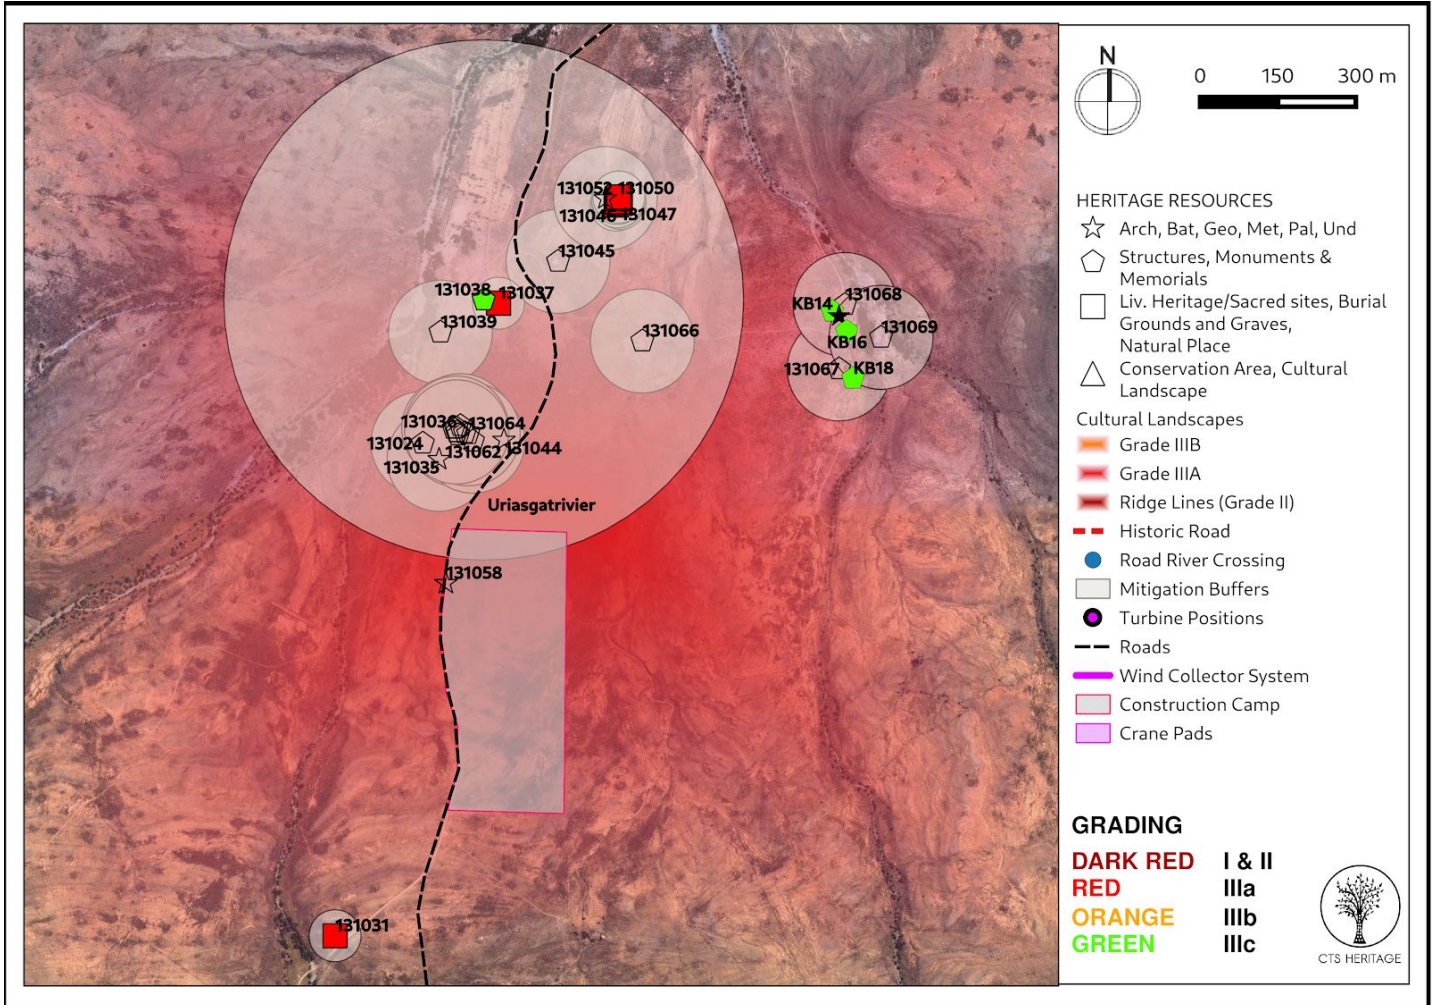 N
0 150 300 m
HERITAGE RESOURCES
Arch, Bat, Geo, Met, Pal, Und
Structures, Monuments &
Memorials
Liv. Heritage/Sacred sites, Burial
Grounds and Graves,
Natural Place
Conservation Area, Cultural
Landscape
Cultural Landscapes
Grade IIIB
Grade IIIA
Ridge Lines (Grade II)
Historic Road
Road River Crossing
Mitigation Buffers
Turbine Positions
Roads
Wind Collector System
Construction Camp
Crane Pads
GRADING
DARK RED I & II
RED IIIa
ORANGE IIIb
GREEN IIIc
CTS HERITAGE
131052 131050
131046 131047
131045
131038 131037
131039
131066
KB14 131068
KB16 131069
131067 KB18
131036 131064
131024 131062 131044
131035
Uriasgatrivier
131058
131031